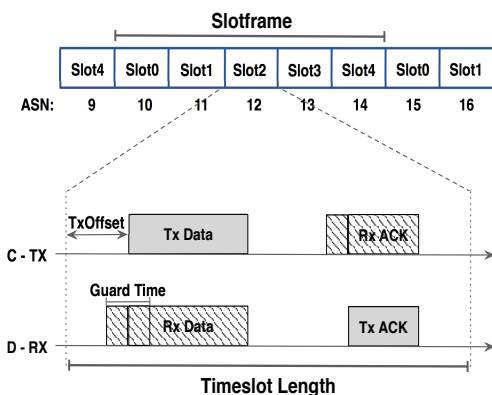 Slotframe
Slot4 Slot0 Slot1 Slot2 Slot3 Slot4 Slot0 Slot1
ASN: 9 10 11 12 13 14 15 16
TxOffset
Tx Data
Rx ACK
C - TX
Guard Time
Rx Data
Tx ACK
D - RX
Timeslot Length